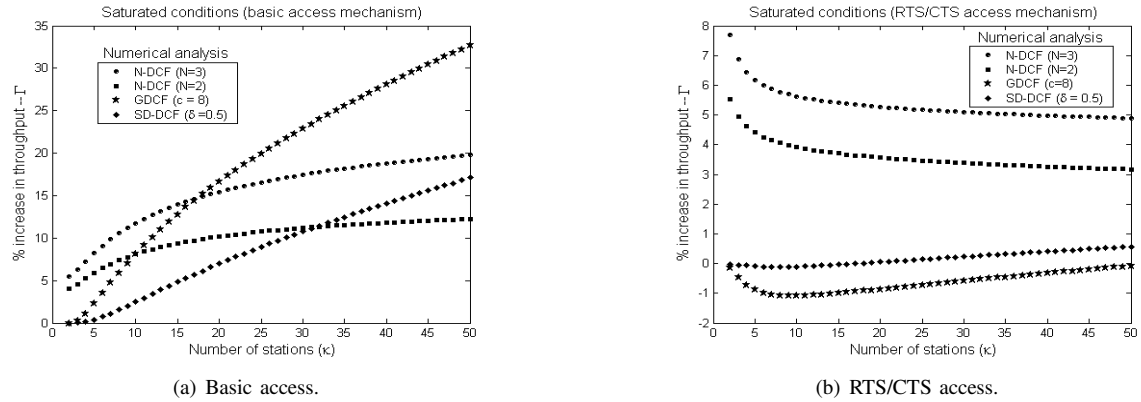 Saturated conditions (basic access mechanism)
% increase in throughput -- Γ
35
30
25
20
15
10
5
0
Numerical analysis
N-DCF (N=3)
N-DCF (N=2)
GDCF (c = 8)
SD-DCF (δ =0.5)
0 5 10 15 20 25 30 35 40 45 50
Number of stations (κ)
(a) Basic access.
Saturated conditions (RTS/CTS access mechanism)
% increase in throughput -- Γ
8
7
6
5
4
3
2
1
0
-1
-2
Numerical analysis
N-DCF (N=3)
N-DCF (N=2)
GDCF (c=8)
SD-DCF (δ = 0.5)
0 5 10 15 20 25 30 35 40 45 50
Number of stations (κ)
(b) RTS/CTS access.